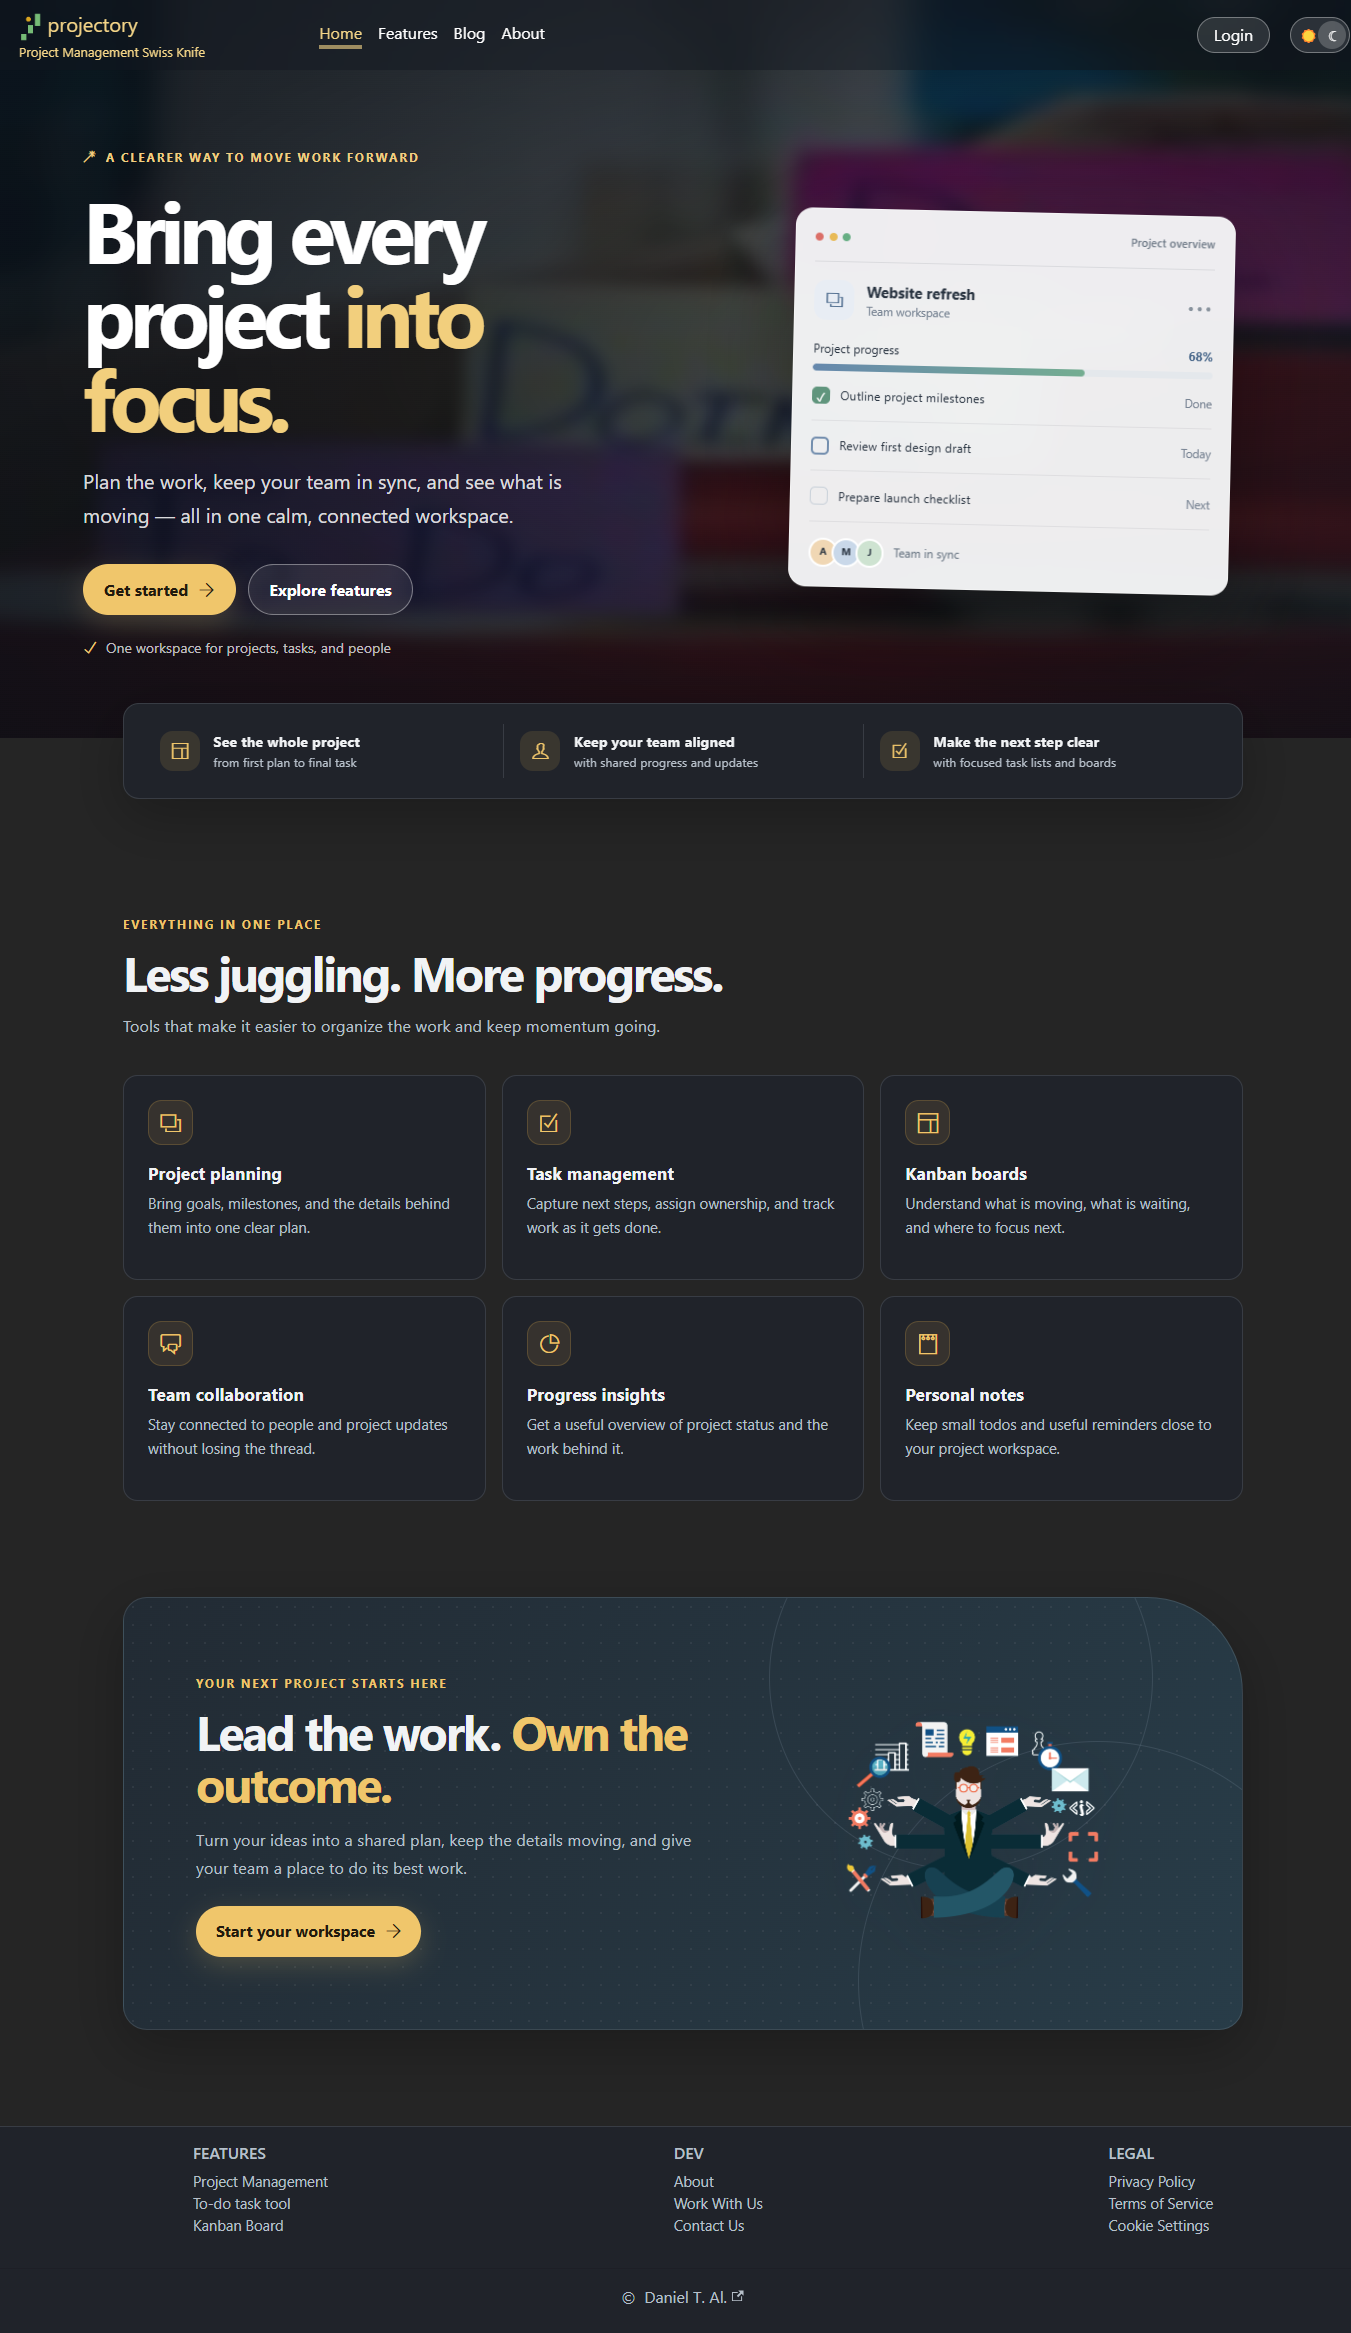 projectory
Project Management Swiss Knife
Home Features Blog About
Login
A CLEARER WAY TO MOVE WORK FORWARD
Bring every
project into
focus.
Plan the work, keep your team in sync, and see what is
moving — all in one calm, connected workspace.
Get started
Explore features
One workspace for projects, tasks, and people
Project overview
Website refresh
Team workspace
Project progress 68%
Outline project milestones Done
Review first design draft Today
Prepare launch checklist Next
A M J Team in sync
See the whole project
from first plan to final task
Keep your team aligned
with shared progress and updates
Make the next step clear
with focused task lists and boards
EVERYTHING IN ONE PLACE
Less juggling. More progress.
Tools that make it easier to organize the work and keep momentum going.
Project planning
Bring goals, milestones, and the details behind
them into one clear plan.
Task management
Capture next steps, assign ownership, and track
work as it gets done.
Kanban boards
Understand what is moving, what is waiting,
and where to focus next.
Team collaboration
Stay connected to people and project updates
without losing the thread.
Progress insights
Get a useful overview of project status and the
work behind it.
Personal notes
Keep small todos and useful reminders close to
your project workspace.
YOUR NEXT PROJECT STARTS HERE
Lead the work. Own the
outcome.
Turn your ideas into a shared plan, keep the details moving, and give
your team a place to do its best work.
Start your workspace
FEATURES
Project Management
To-do task tool
Kanban Board
DEV
About
Work With Us
Contact Us
LEGAL
Privacy Policy
Terms of Service
Cookie Settings
© Daniel T. Al.